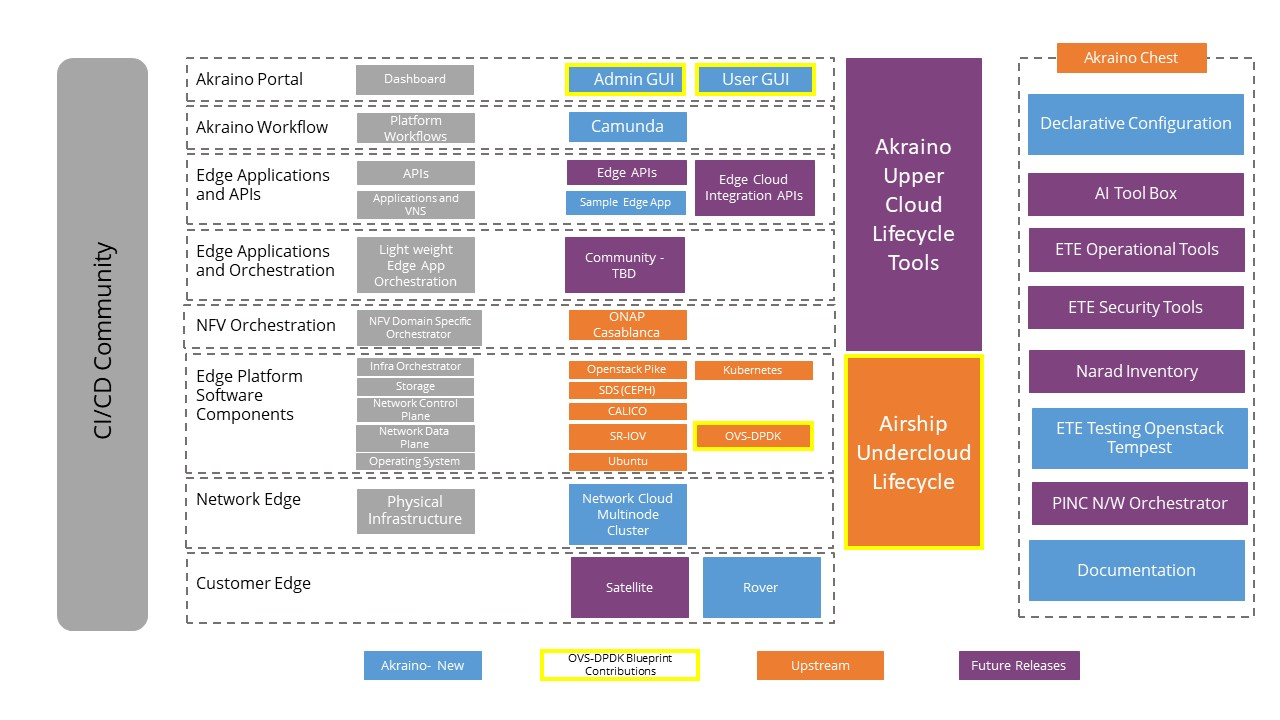 CI/CD Community
Akraino Portal
Dashboard
Admin GUI
User GUI
Akraino Workflow
Platform
Workflows
Camunda
Edge Applications
and APIs
APIs
Applications and
VNS
Edge APIs
Sample Edge App
Edge Cloud
Integration APIs
Edge Applications
and Orchestration
Light weight
Edge App
Orchestration
Community -
TBD
NFV Orchestration
NFV Domain Specific
Orchestrator
ONAP
Casablanca
Edge Platform
Software
Components
Infra Orchestrator
Storage
Network Control
Plane
Network Data
Plane
Operating System
Openstack Pike
Kubernetes
SDS (CEPH)
CALICO
SR-IOV
OVS-DPDK
Ubuntu
Network Edge
Physical
Infrastructure
Network Cloud
Multinode
Cluster
Customer Edge
Satellite
Rover
Akraino
Upper
Cloud
Lifecycle
Tools
Airship
Undercloud
Lifecycle
Akraino Chest
Declarative Configuration
AI Tool Box
ETE Operational Tools
ETE Security Tools
Narad Inventory
ETE Testing Openstack
Tempest
PINC N/W Orchestrator
Documentation
Akraino- New
OVS-DPDK Blueprint
Contributions
Upstream
Future Releases